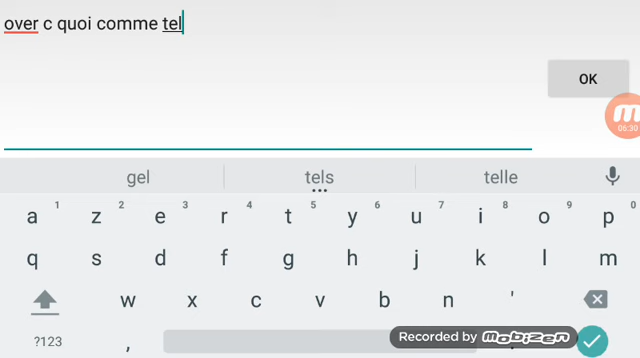 over c quoi comme tel
OK
06:30
gel tels telle
a 1 z 2 e 3 r 4 t 5 y 6 u 7 i 8 o 9 p 0
q s d f g h j k l m
w x c v b n '
?123 , .
Recorded by mobizen